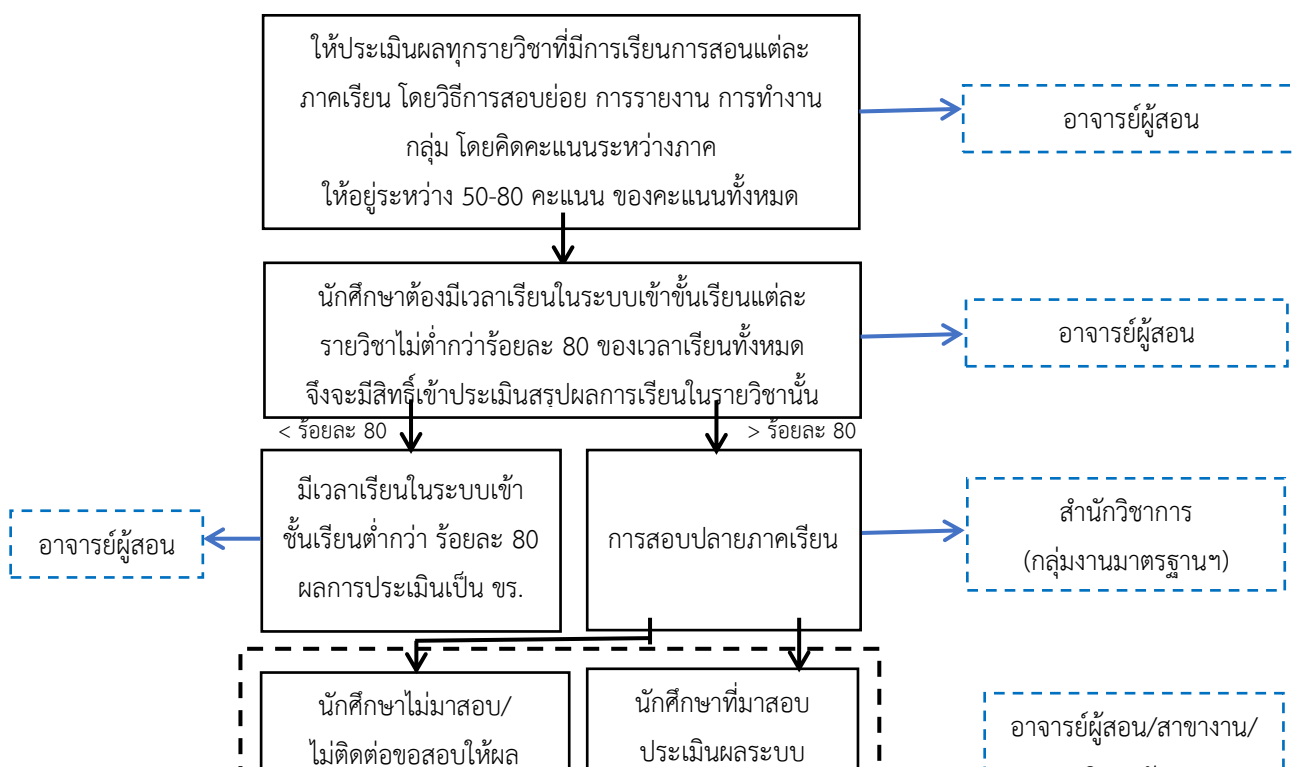 ให้ประเมินผลทุกรายวิชาที่มีการเรียนการสอนแต่ละ
ภาคเรียน โดยวิธีการสอบย่อย การรายงาน การทำงาน
กลุ่ม โดยคิดคะแนนระหว่างภาค
ให้อยู่ระหว่าง 50-80 คะแนน ของคะแนนทั้งหมด
อาจารย์ผู้สอน
นักศึกษาต้องมีเวลาเรียนในระบบเข้าชั้นเรียนแต่ละ
รายวิชาไม่ต่ำกว่าร้อยละ 80 ของเวลาเรียนทั้งหมด
จึงจะมีสิทธิ์เข้าประเมินสรุปผลการเรียนในรายวิชานั้น
อาจารย์ผู้สอน
< ร้อยละ 80
> ร้อยละ 80
อาจารย์ผู้สอน
มีเวลาเรียนในระบบเข้า
ชั้นเรียนต่ำกว่า ร้อยละ 80
ผลการประเมินเป็น ขร.
การสอบปลายภาคเรียน
สำนักวิชาการ
(กลุ่มงานมาตรฐานฯ)
นักศึกษาไม่มาสอบ/
ไม่ติดต่อขอสอบให้ผล
นักศึกษาที่มาสอบ
ประเมินผลระบบ
อาจารย์ผู้สอน/สาขางาน/